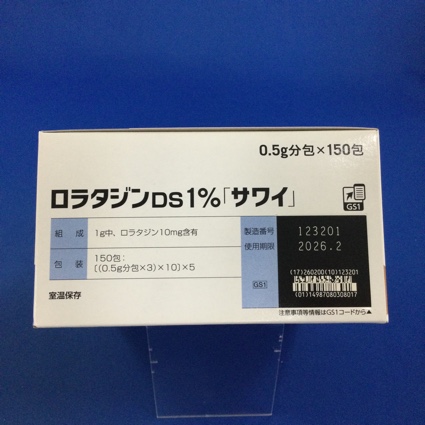 0.5g分包×150包
ロラタジンDS1%「サワイ」
GS1
組成 1g中、ロラタジン10mg含有
包装 150包:
[(0.5g分包×3)×10]×5
製造番号 123201
使用期限 2026.2
(17)260200(10)123201
GS1
(01)14987080308017
室温保存
注意事項等情報はGS1コードから▲